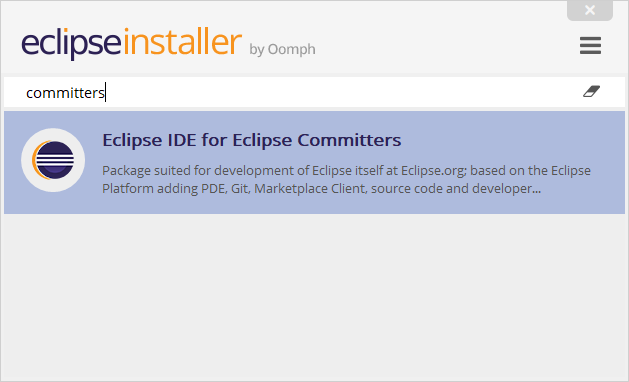 eclipseinstaller by Oomph
committers
Eclipse IDE for Eclipse Committers
Package suited for development of Eclipse itself at Eclipse.org; based on the Eclipse
Platform adding PDE, Git, Marketplace Client, source code and developer...